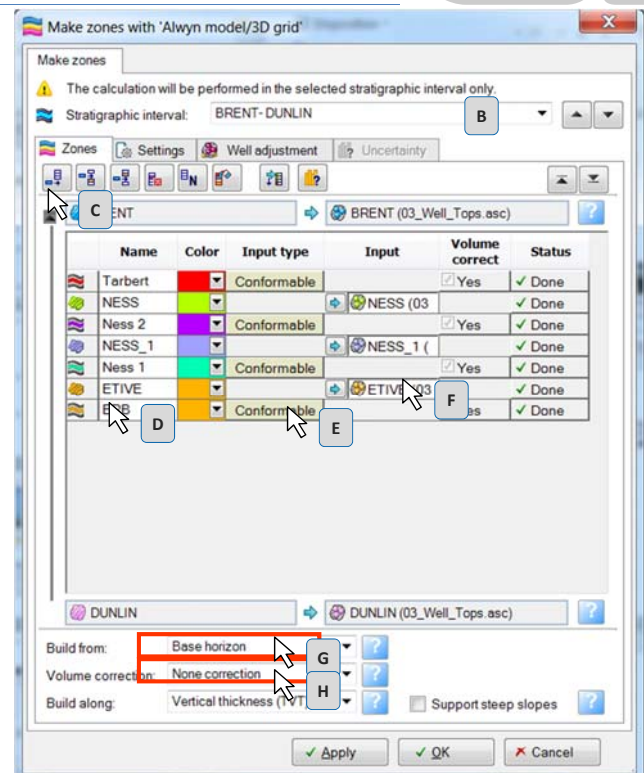 Make zones with 'Alwyn model/3D grid'
Make zones
The calculation will be performed in the selected stratigraphic interval only.
Stratigraphic interval: BRENT-DUNLIN B
Zones Settings Well adjustment Uncertainty
C
BRENT (03_Well_Tops.asc)
Name Color Input type Input Volume correct Status
Tarbert Conformable Yes Done
NESS NESS (03 Done
Ness 2 Conformable Yes Done
NESS_1 NESS_1 ( Done
Ness 1 Conformable Yes Done
ETIVE Done
F
Conformable Done
D E
DUNLIN DUNLIN (03_Well_Tops.asc)
Build from: Base horizon G
Volume correction: None correction H
Build along: Vertical thickness Support steep slopes
Apply OK Cancel